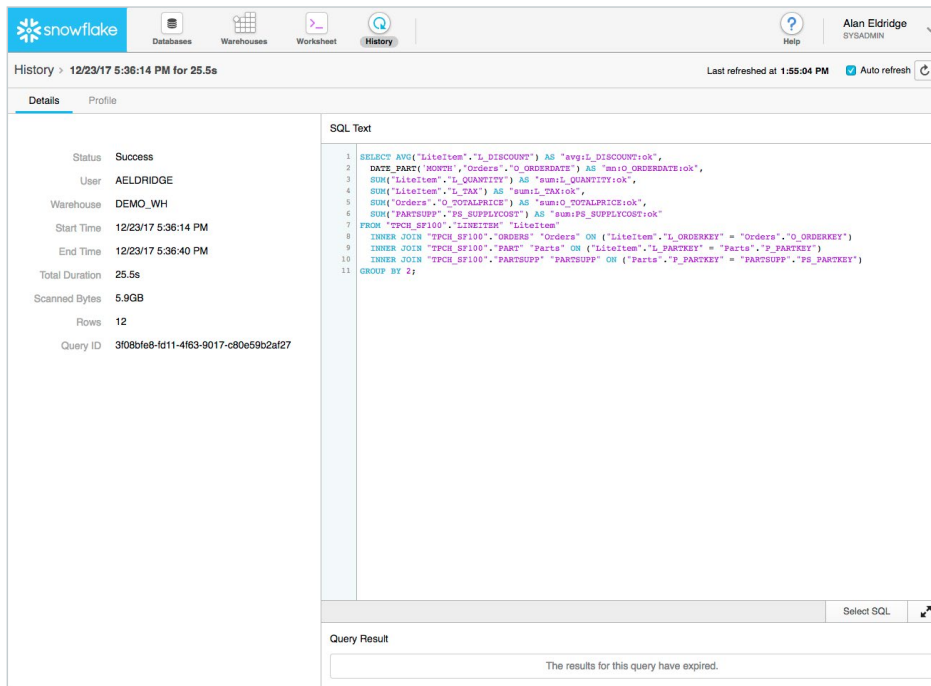 snowflake
Databases
Warehouses
Worksheet
History
Help
Alan Eldridge
SYSADMIN
History > 12/23/17 5:36:14 PM for 25.5s
Last refreshed at 1:55:04 PM
Auto refresh
Details
Profile
Status Success
User AELDRIDGE
Warehouse DEMO_WH
Start Time 12/23/17 5:36:14 PM
End Time 12/23/17 5:36:40 PM
Total Duration 25.5s
Scanned Bytes 5.9GB
Rows 12
Query ID 3f08bfe8-fd11-4f63-9017-c80e59b2af27
SQL Text
1 SELECT AVG("LiteItem"."L_DISCOUNT") AS "avg:L_DISCOUNT:ok",
2 DATE_PART('MONTH',"Orders"."O_ORDERDATE") AS "mn:O_ORDERDATE:ok",
3 SUM("LiteItem"."L_QUANTITY") AS "sum:L_QUANTITY:ok",
4 SUM("LiteItem"."L_TAX") AS "sum:L_TAX:ok",
5 SUM("Orders"."O_TOTALPRICE") AS "sum:O_TOTALPRICE:ok",
6 SUM("PARTSUPP"."PS_SUPPLYCOST") AS "sum:PS_SUPPLYCOST:ok"
7 FROM "TPCH_SF100"."LINEITEM" "LiteItem"
8 INNER JOIN "TPCH_SF100"."ORDERS" "Orders" ON ("LiteItem"."L_ORDERKEY" = "Orders"."O_ORDERKEY")
9 INNER JOIN "TPCH_SF100"."PART" "Parts" ON ("LiteItem"."L_PARTKEY" = "Parts"."P_PARTKEY")
10 INNER JOIN "TPCH_SF100"."PARTSUPP" "PARTSUPP" ON ("Parts"."P_PARTKEY" = "PARTSUPP"."PS_PARTKEY")
11 GROUP BY 2;
Select SQL
Query Result
The results for this query have expired.